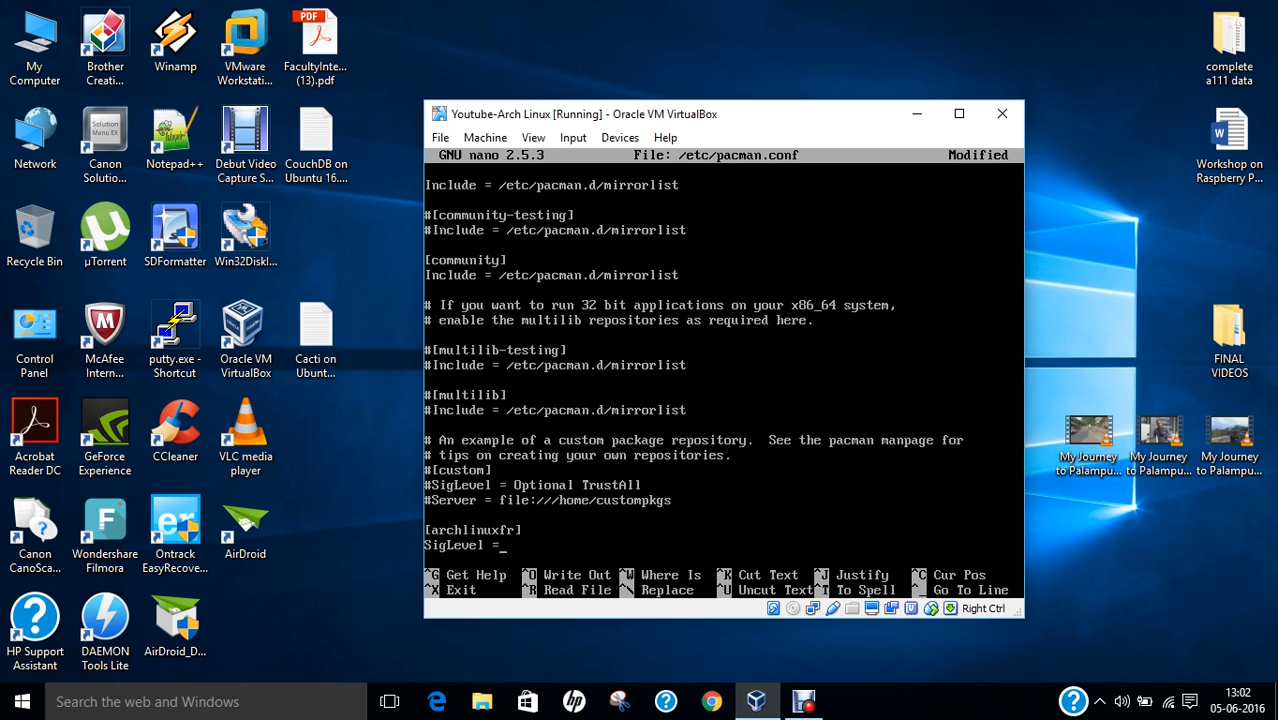 My Computer
Brother Creati...
Winamp
VMware Workstati...
PDF
FacultyInte... (13).pdf
complete a111 data
Network
Solution Menu EX
Canon Solutio...
Notepad++
Debut Video Capture S...
CouchDB on Ubuntu 16....
Workshop on Raspberry P...
Recycle Bin
µTorrent
SDFormatter
Win32DiskI...
Control Panel
McAfee Intern...
putty.exe - Shortcut
Oracle VM VirtualBox
Cacti on Ubunt...
FINAL VIDEOS
Acrobat Reader DC
GeForce Experience
CCleaner
VLC media player
My Journey to Palampu...
My Journey to Palampu...
My Journey to Palampu...
Canon CanoSca...
Wondershare Filmora
er
Ontrack EasyRecove...
AirDroid
HP Support Assistant
DAEMON Tools Lite
AirDroid_D...
Youtube-Arch Linux [Running] - Oracle VM VirtualBox
File Machine View Input Devices Help
GNU nano 2.5.3 File: /etc/pacman.conf Modified
Include = /etc/pacman.d/mirrorlist
#[community-testing]
#Include = /etc/pacman.d/mirrorlist
[community]
Include = /etc/pacman.d/mirrorlist
# If you want to run 32 bit applications on your x86_64 system,
# enable the multilib repositories as required here.
#[multilib-testing]
#Include = /etc/pacman.d/mirrorlist
#[multilib]
#Include = /etc/pacman.d/mirrorlist
# An example of a custom package repository.  See the pacman manpage for
# tips on creating your own repositories.
#[custom]
#SigLevel = Optional TrustAll
#Server = file:///home/custompkgs
[archlinuxfr]
SigLevel =_
^G Get Help ^O Write Out ^W Where Is ^K Cut Text ^J Justify ^C Cur Pos
^X Exit ^R Read File ^\ Replace ^U Uncut Text ^T To Spell ^_ Go To Line
Right Ctrl
Search the web and Windows
13:02
05-06-2016